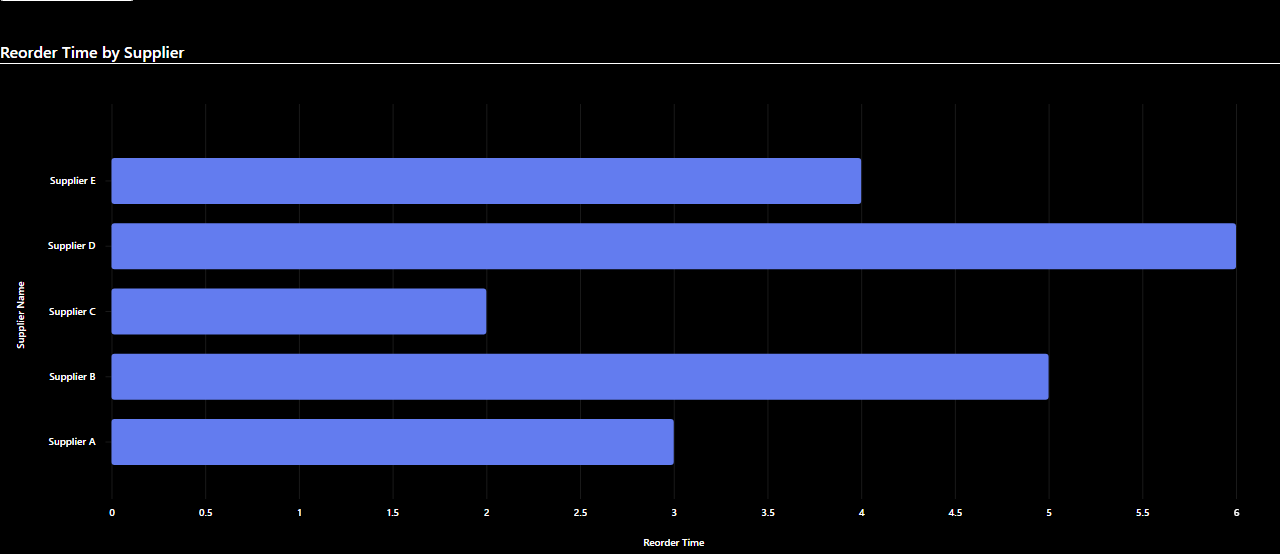 Reorder Time by Supplier
Supplier E
Supplier D
Supplier C
Supplier B
Supplier A
Supplier Name
0 0.5 1 1.5 2 2.5 3 3.5 4 4.5 5 5.5 6
Reorder Time